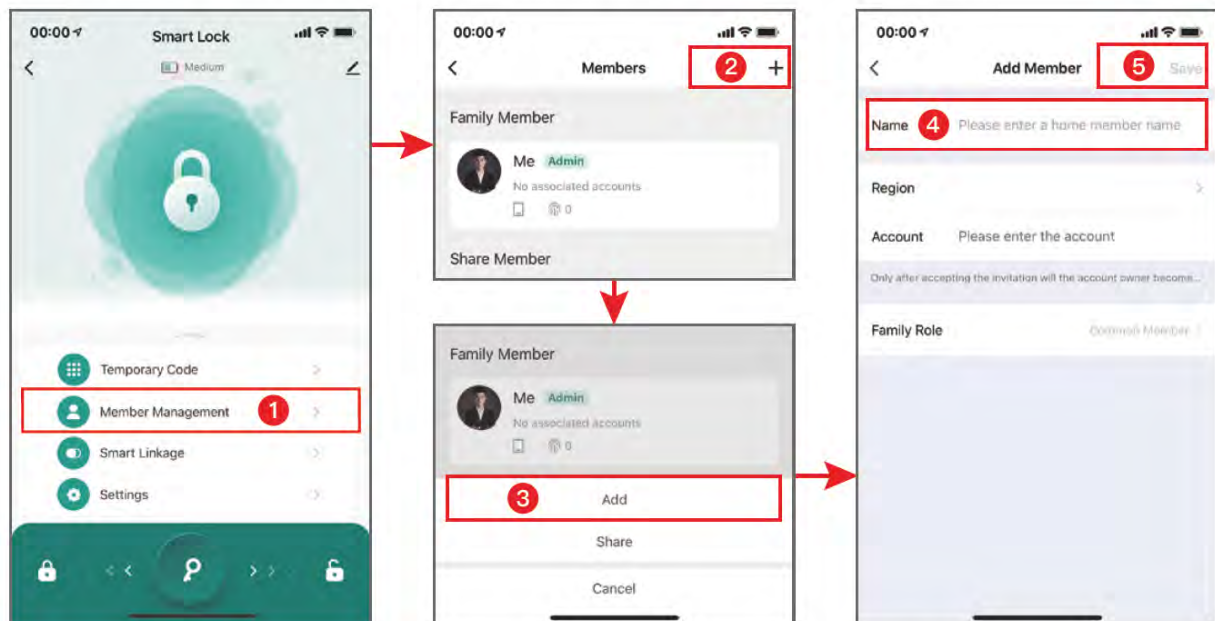 00:00
Smart Lock
Medium
Temporary Code
Member Management 1
Smart Linkage
Settings
00:00
Members 2 +
Family Member
Me Admin
No associated accounts
0
Share Member
Family Member
Me Admin
No associated accounts
0
3 Add
Share
Cancel
00:00
Add Member 5 Save
Name 4 Please enter a home member name
Region
Account Please enter the account
Only after accepting the invitation will the account owner become...
Family Role Common Member